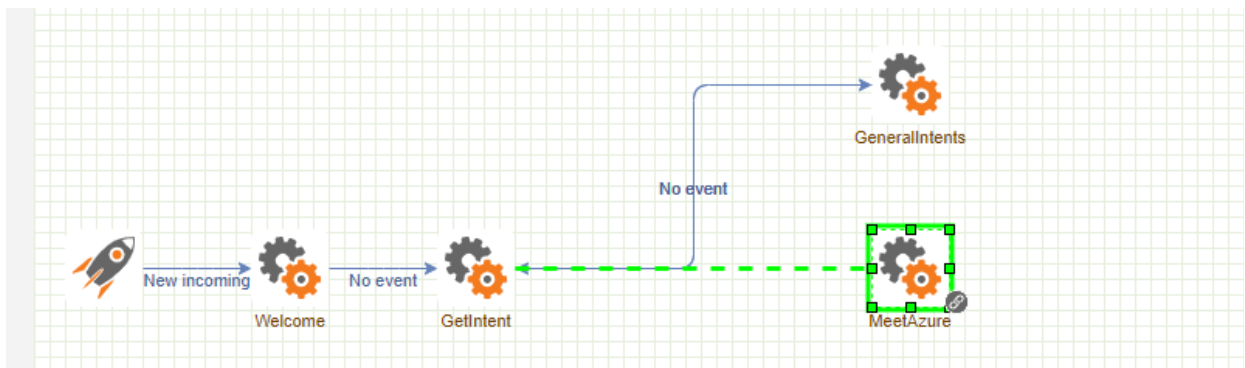 GeneralIntents
No event
New incoming
No event
Welcome
GetIntent
MeetAzure